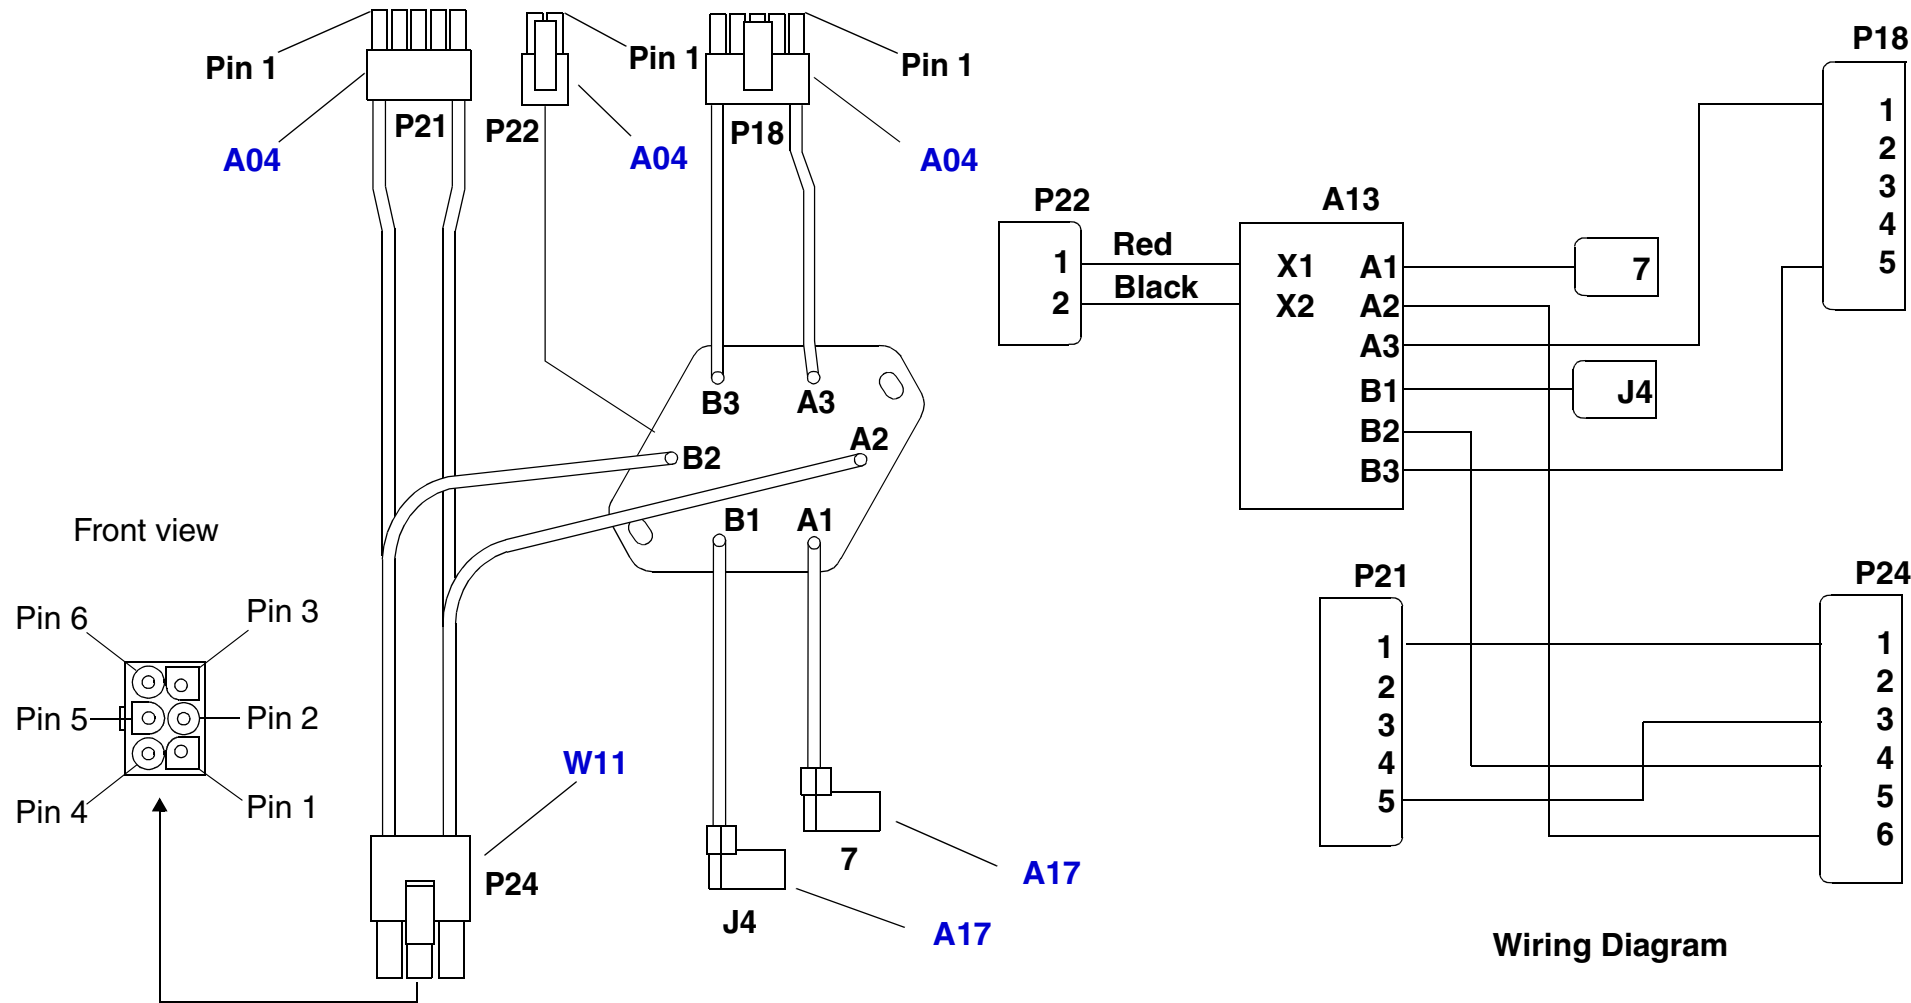 Pin 1
A04
P21
P22
Pin 1
A04
P18
Pin 1
A04
B3
A3
B2
A2
B1
A1
Front view
Pin 6
Pin 3
Pin 5
Pin 2
Pin 4
Pin 1
W11
P24
7
A17
J4
A17
P22
1
2
Red
Black
A13
X1
X2
A1
A2
A3
B1
B2
B3
7
J4
P18
1
2
3
4
5
P21
1
2
3
4
5
P24
1
2
3
4
5
6
Wiring Diagram